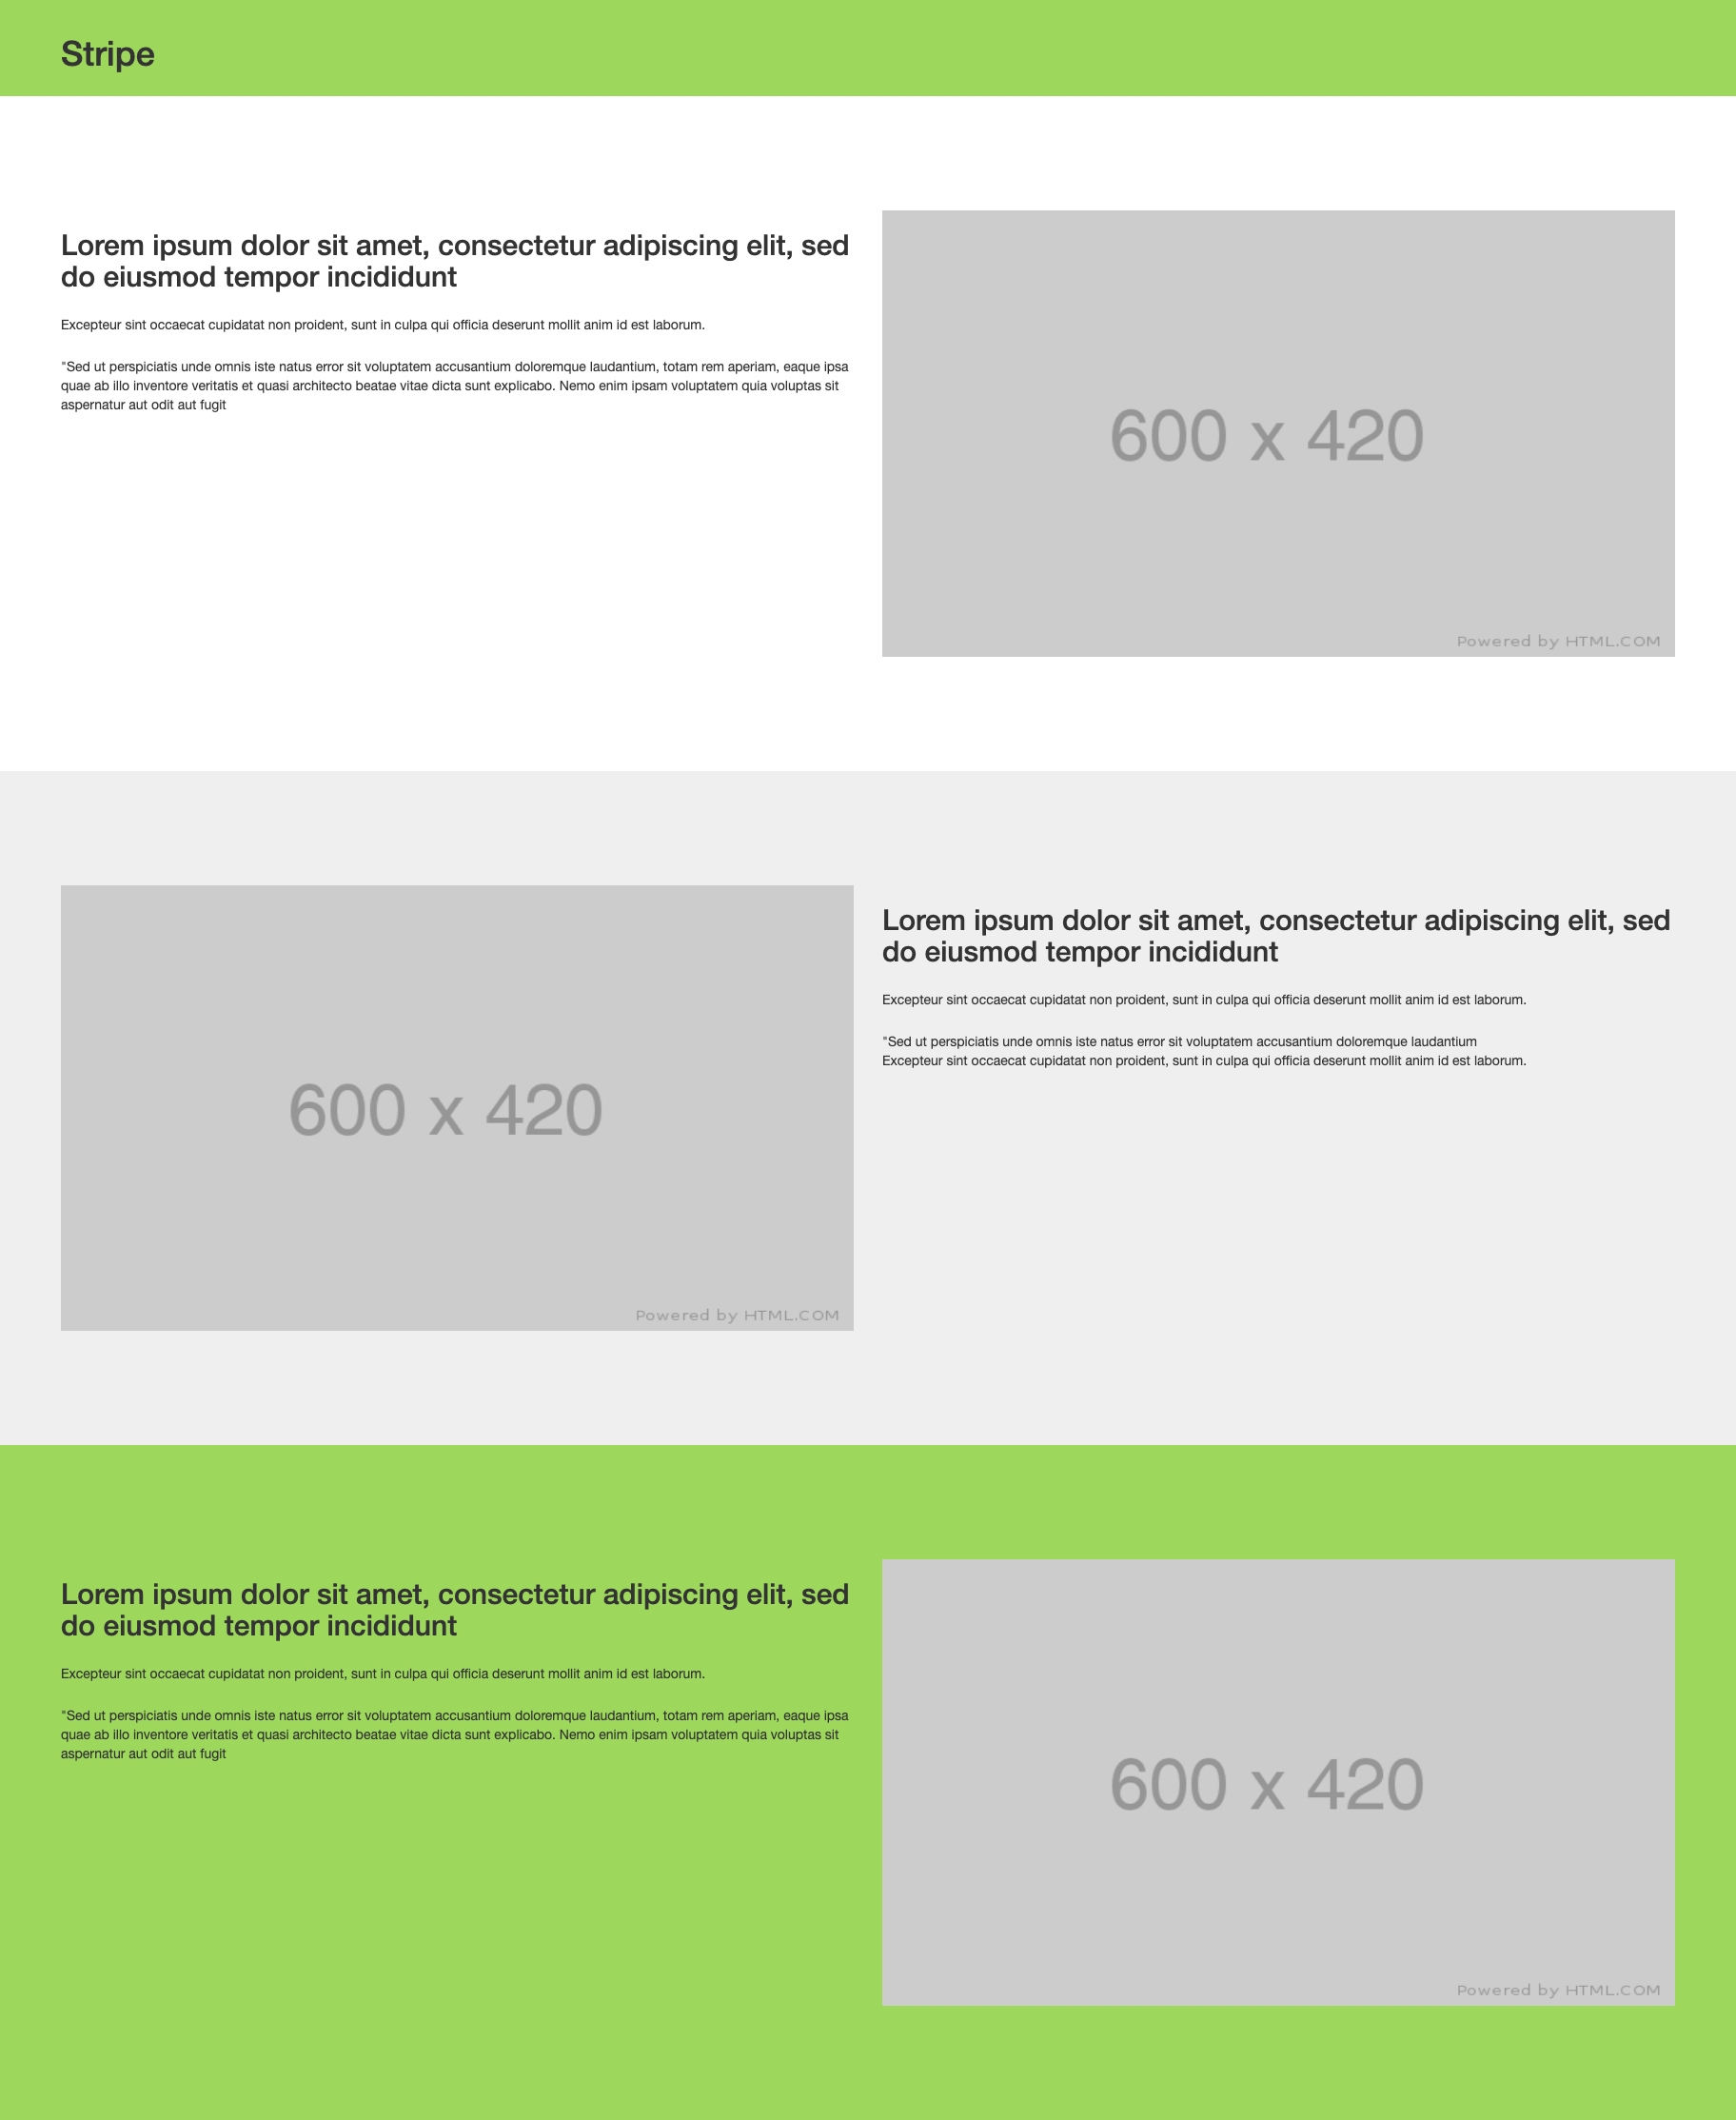 Stripe
Lorem ipsum dolor sit amet, consectetur adipiscing elit, sed
do eiusmod tempor incididunt
Excepteur sint occaecat cupidatat non proident, sunt in culpa qui officia deserunt mollit anim id est laborum.
"Sed ut perspiciatis unde omnis iste natus error sit voluptatem accusantium doloremque laudantium, totam rem aperiam, eaque ipsa
quae ab illo inventore veritatis et quasi architecto beatae vitae dicta sunt explicabo. Nemo enim ipsam voluptatem quia voluptas sit
aspernatur aut odit aut fugit
600 x 420
Powered by HTML.COM
600 x 420
Powered by HTML.COM
Lorem ipsum dolor sit amet, consectetur adipiscing elit, sed
do eiusmod tempor incididunt
Excepteur sint occaecat cupidatat non proident, sunt in culpa qui officia deserunt mollit anim id est laborum.
"Sed ut perspiciatis unde omnis iste natus error sit voluptatem accusantium doloremque laudantium
Excepteur sint occaecat cupidatat non proident, sunt in culpa qui officia deserunt mollit anim id est laborum.
Lorem ipsum dolor sit amet, consectetur adipiscing elit, sed
do eiusmod tempor incididunt
Excepteur sint occaecat cupidatat non proident, sunt in culpa qui officia deserunt mollit anim id est laborum.
"Sed ut perspiciatis unde omnis iste natus error sit voluptatem accusantium doloremque laudantium, totam rem aperiam, eaque ipsa
quae ab illo inventore veritatis et quasi architecto beatae vitae dicta sunt explicabo. Nemo enim ipsam voluptatem quia voluptas sit
aspernatur aut odit aut fugit
600 x 420
Powered by HTML.COM